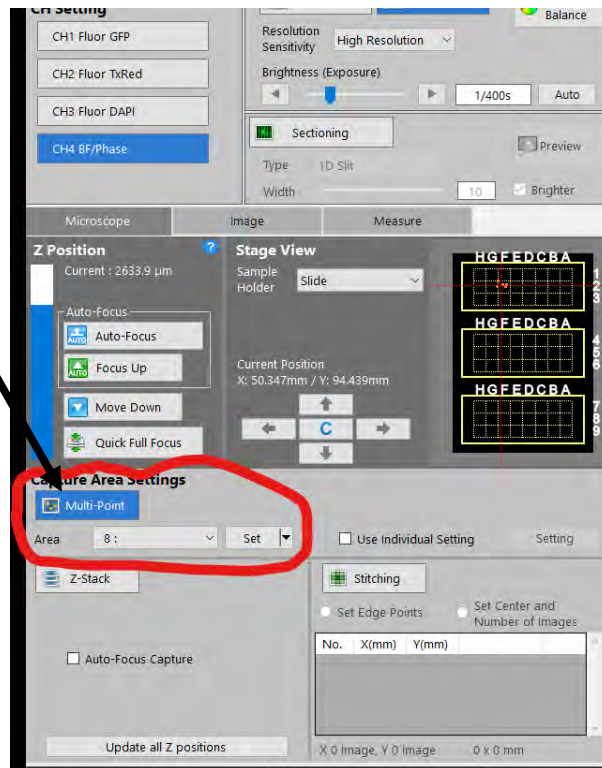 CH Setting
CH1 Fluor GFP
CH2 Fluor TxRed
CH3 Fluor DAPI
CH4 BF/Phase
Balance
Resolution
Sensitivity
High Resolution
Brightness (Exposure)
1/400s
Auto
Sectioning
Preview
Type
1D Slit
Width
10
Brighter
Microscope
Image
Measure
Z Position
?
Current : 2633.9 µm
Auto-Focus
AUTO
Auto-Focus
AUTO
Focus Up
Move Down
Quick Full Focus
Stage View
Sample
Holder
Slide
Current Position
X: 50.347mm / Y: 94.439mm
C
HGFEDCBA
1
2
3
HGFEDCBA
4
5
6
HGFEDCBA
7
8
9
Capture Area Settings
Multi-Point
Area
8 :
Set
Use Individual Setting
Setting
Z-Stack
Auto-Focus Capture
Update all Z positions
Stitching
Set Edge Points
Set Center and
Number of Images
No. X(mm) Y(mm)
X 0 Image, Y 0 Image
0 x 0 mm